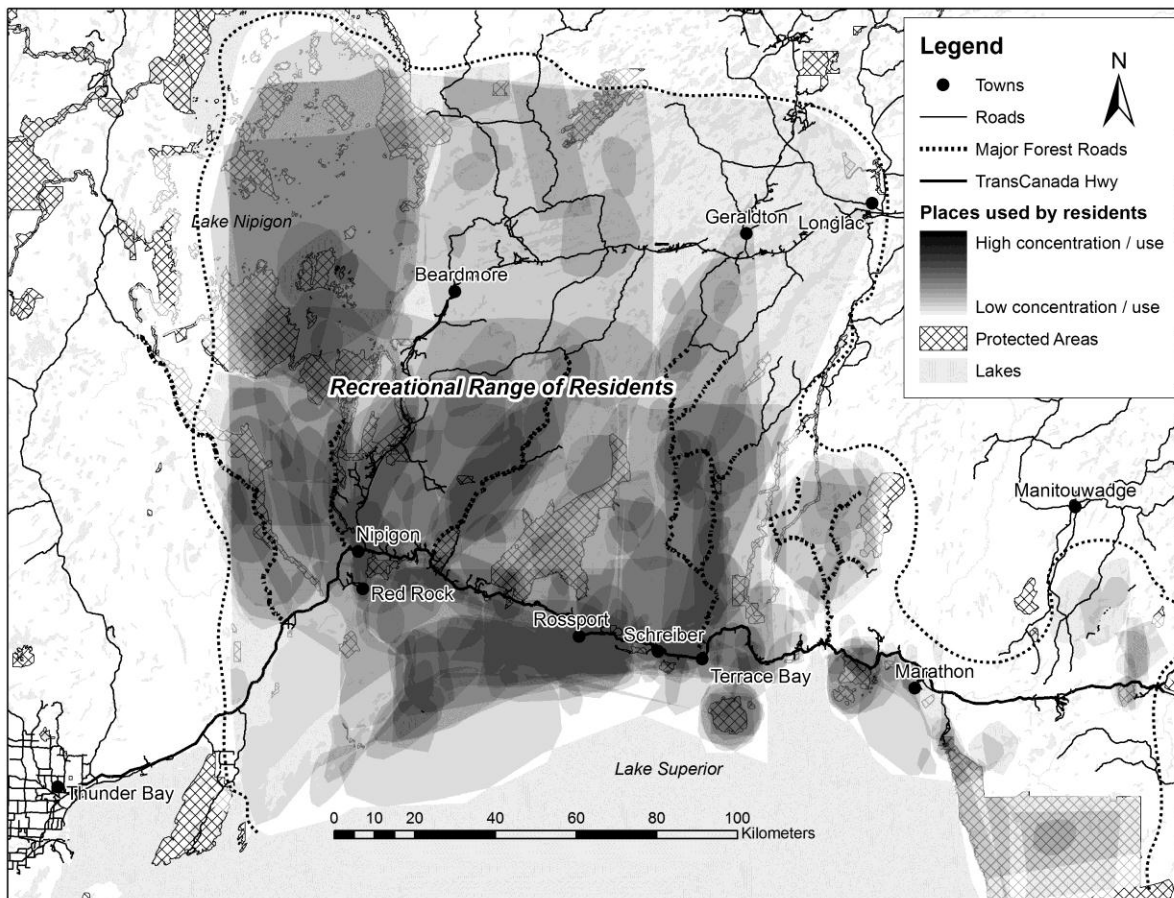 Legend
N
Towns
Roads
Major Forest Roads
TransCanada Hwy
Places used by residents
High concentration / use
Low concentration / use
Protected Areas
Lakes
Lake Nipigon
Geraldton
Longlac
Beardmore
Recreational Range of Residents
Manitouwadge
Nipigon
Red Rock
Rossport
Schreiber
Terrace Bay
Marathon
Lake Superior
Thunder Bay
0 10 20 40 60 80 100
Kilometers